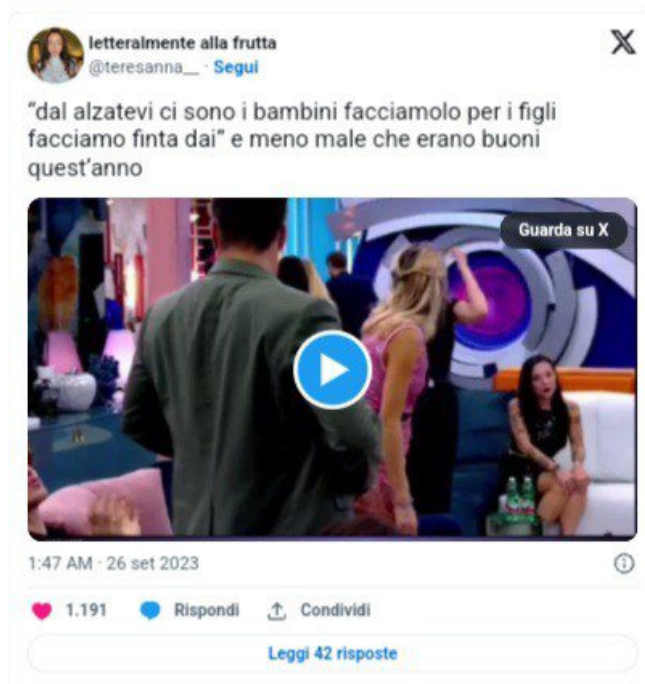 letteralmente alla frutta
@teresanna__ · Segui
“dal alzatevi ci sono i bambini facciamolo per i figli
facciamo finta dai” e meno male che erano buoni
quest’anno
Guarda su X
1:47 AM · 26 set 2023
1.191 Rispondi Condividi
Leggi 42 risposte